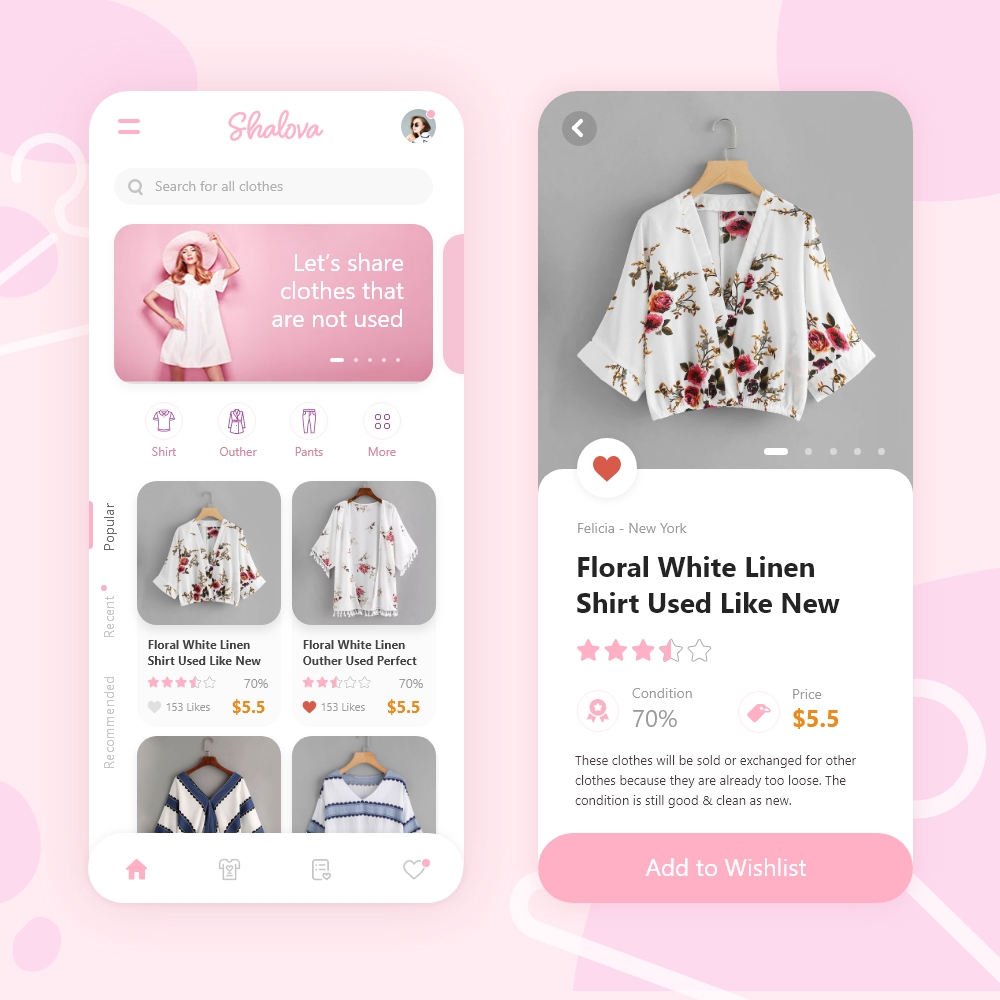 Shalova
Search for all clothes
Let's share
clothes that
are not used
Shirt
Outher
Pants
More
Popular
Recent
Recommended
Floral White Linen
Shirt Used Like New
70%
153 Likes
$5.5
Floral White Linen
Outher Used Perfect
70%
153 Likes
$5.5
Felicia - New York
Floral White Linen
Shirt Used Like New
Condition
70%
Price
$5.5
These clothes will be sold or exchanged for other
clothes because they are already too loose. The
condition is still good & clean as new.
Add to Wishlist